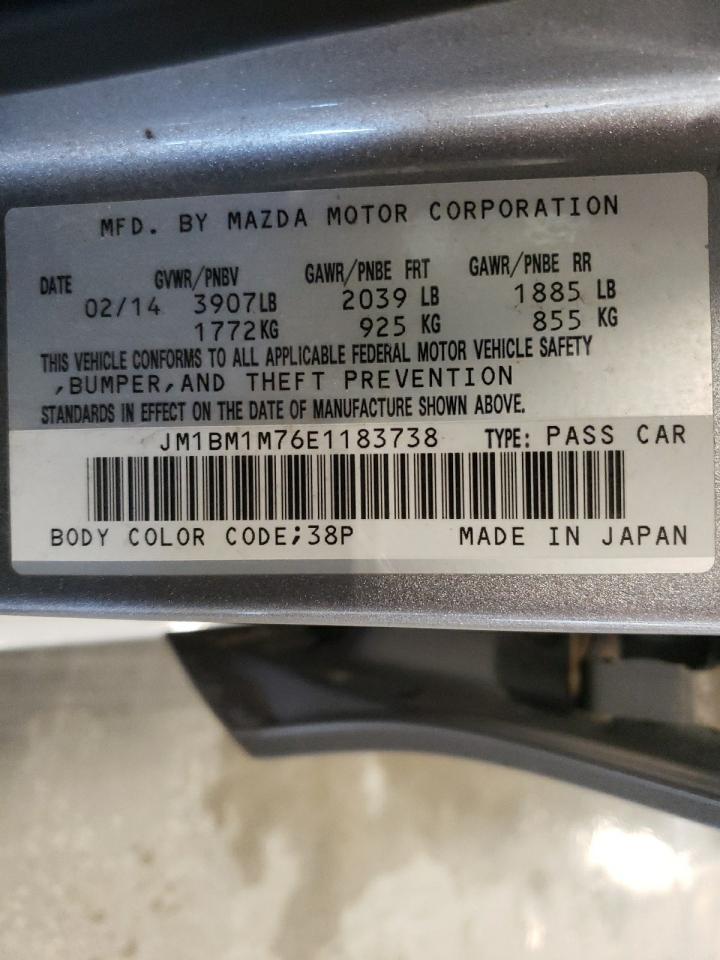 MFD. BY MAZDA MOTOR CORPORATION
DATE GVWR/PNBV GAWR/PNBE FRT GAWR/PNBE RR
02/14 3907LB 2039 LB 1885 LB
1772KG 925 KG 855 KG
THIS VEHICLE CONFORMS TO ALL APPLICABLE FEDERAL MOTOR VEHICLE SAFETY
,BUMPER,AND THEFT PREVENTION
STANDARDS IN EFFECT ON THE DATE OF MANUFACTURE SHOWN ABOVE.
JM1BM1M76E1183738 TYPE: PASS CAR
BODY COLOR CODE;38P MADE IN JAPAN